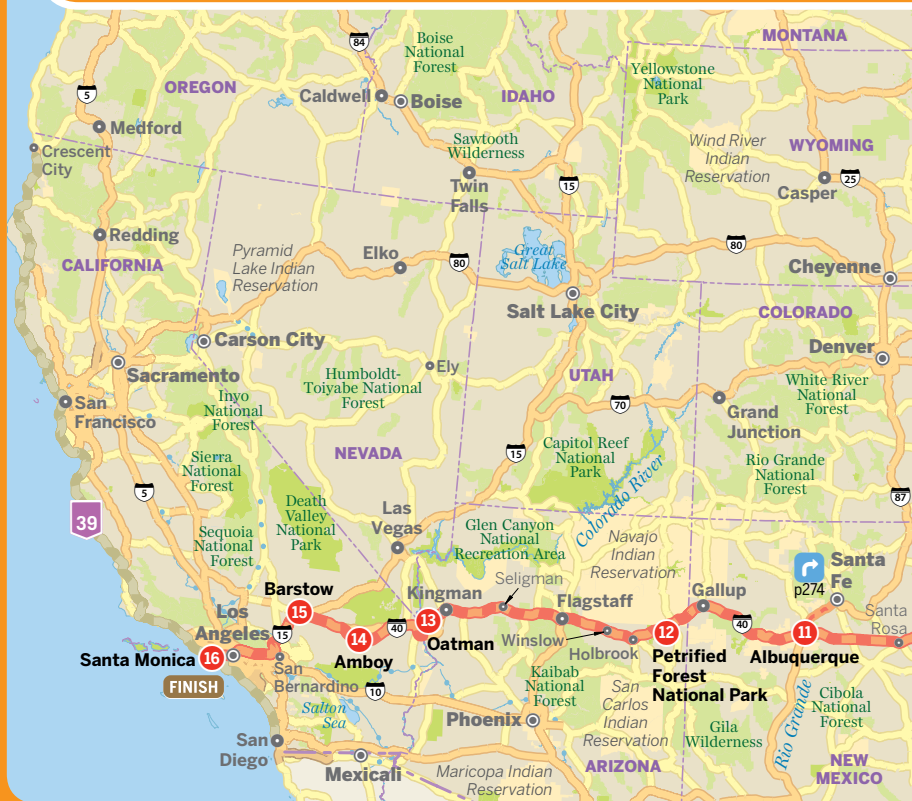 MONTANA
Boise
National
Forest
84
Yellowstone
National
Park
OREGON
5
Caldwell
Boise
IDAHO
Medford
Crescent
City
Sawtooth
Wilderness
Wind River
Indian
Reservation
WYOMING
Twin
Falls
15
25
Casper
Redding
CALIFORNIA
Pyramid
Lake Indian
Reservation
Elko
80
Great
Salt Lake
80
Cheyenne
Salt Lake City
COLORADO
Carson City
Denver
Sacramento
Ely
Humboldt-
Toiyabe National
Forest
UTAH
White River
National
Forest
San
Francisco
Inyo
National
Forest
70
Grand
Junction
NEVADA
15
Capitol Reef
National
Park
Rio Grande
National
Forest
Sierra
National
Forest
5
87
Death
Valley
National
Park
Colorado River
39
Las
Vegas
Sequoia
National
Forest
Glen Canyon
National
Recreation Area
Navajo
Indian
Reservation
Santa
Fe
p274
Barstow
15
Kingman
Seligman
Gallup
Flagstaff
Los
Angeles
15
14
40
13
Oatman
Winslow
Holbrook
12
40
11
Santa
Rosa
Santa Monica
16
Amboy
Petrified
Forest
National Park
Albuquerque
FINISH
San
Bernardino
10
Kaibab
National
Forest
San
Carlos
Indian
Reservation
Cibola
National
Forest
Salton
Sea
Phoenix
Gila
Wilderness
Rio Grande
San
Diego
Mexicali
Maricopa Indian
Reservation
ARIZONA
NEW
MEXICO